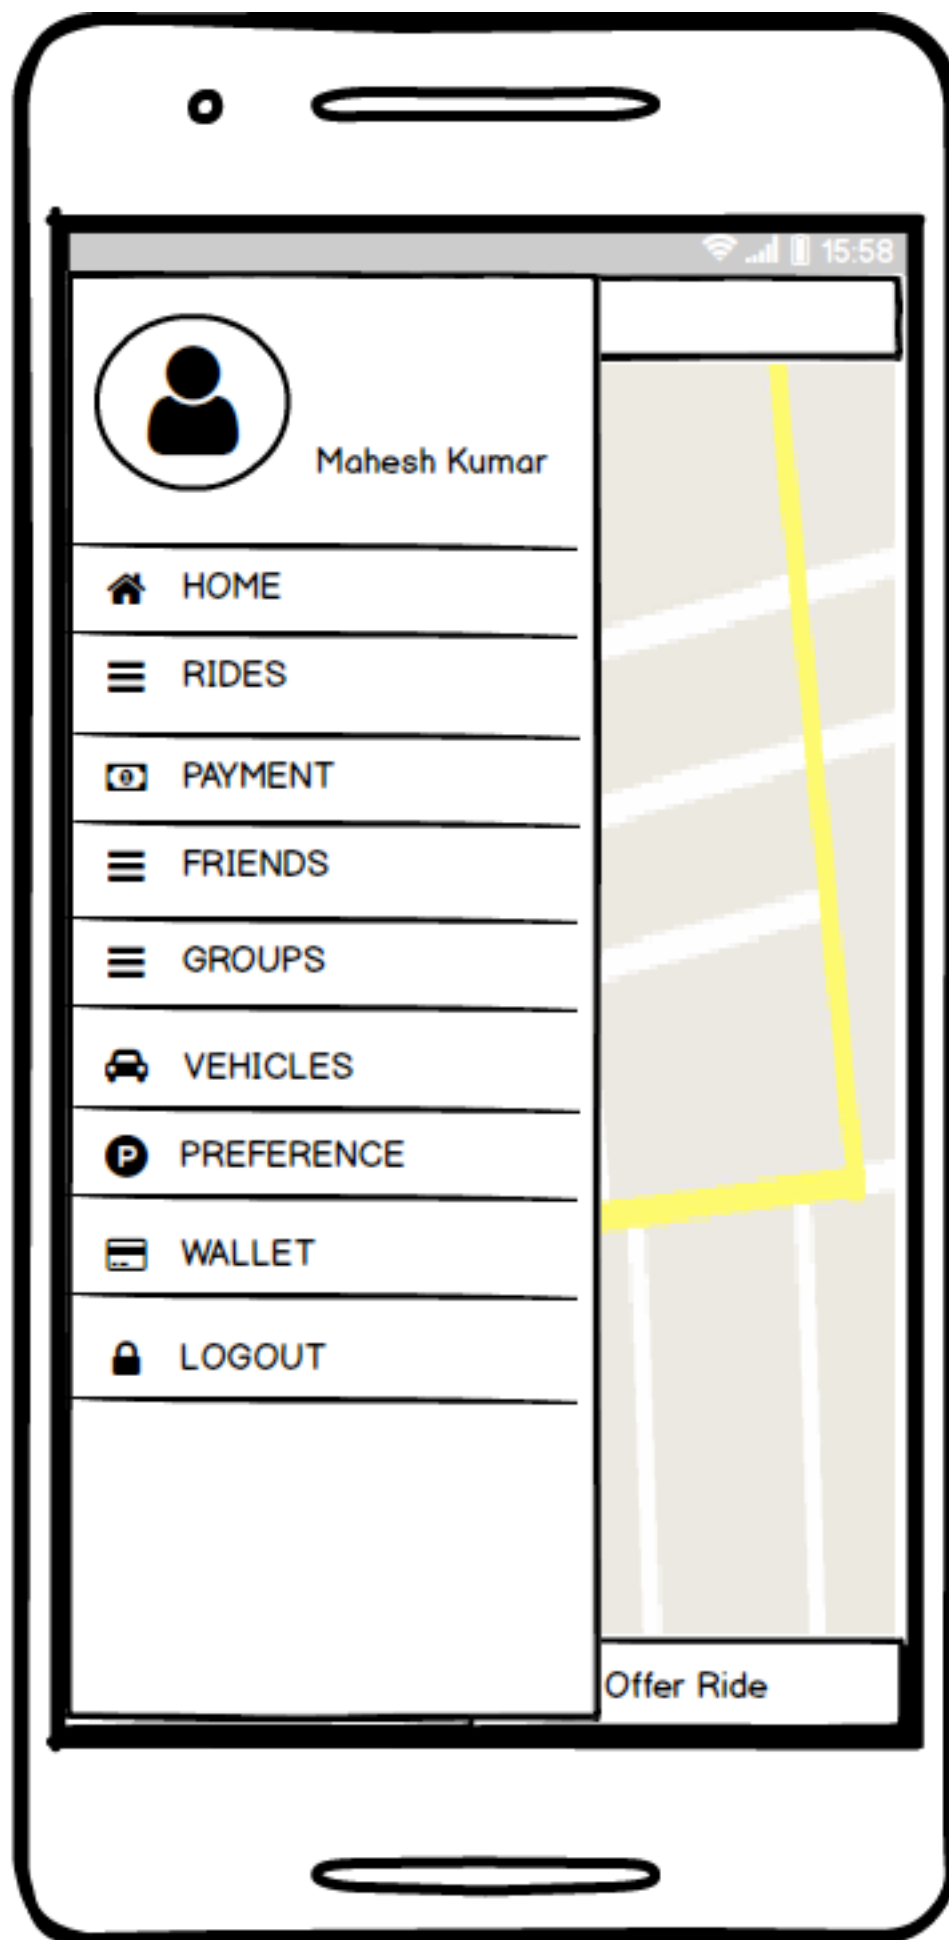 15:58
Mahesh Kumar
HOME
RIDES
PAYMENT
FRIENDS
GROUPS
VEHICLES
P PREFERENCE
WALLET
LOGOUT
Offer Ride